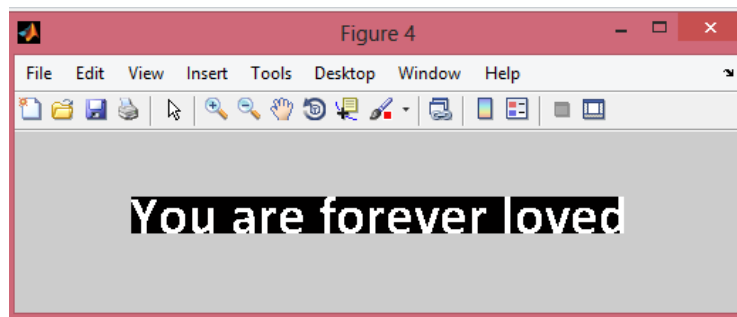 Figure 4
File Edit View Insert Tools Desktop Window Help
You are forever loved